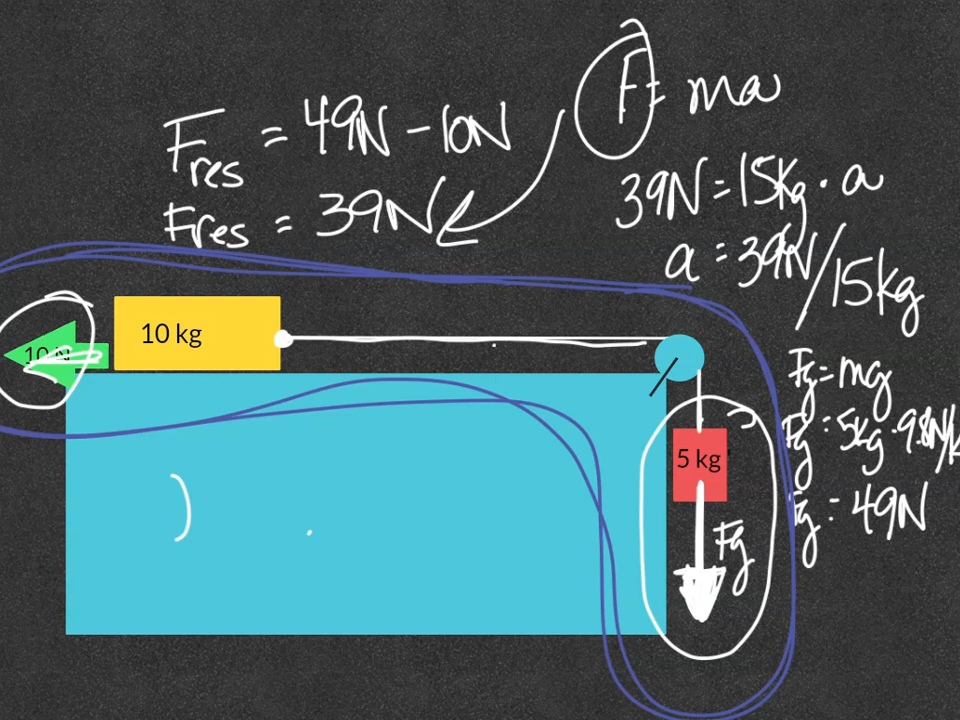 F = ma
Fres = 49N - 10N
Fres = 39N
39N = 15kg · a
a = 39N/15kg
10 N
10 kg
5 kg
Fg = mg
Fg = 5kg · 9.8N/k
Fg = 49N
Fg